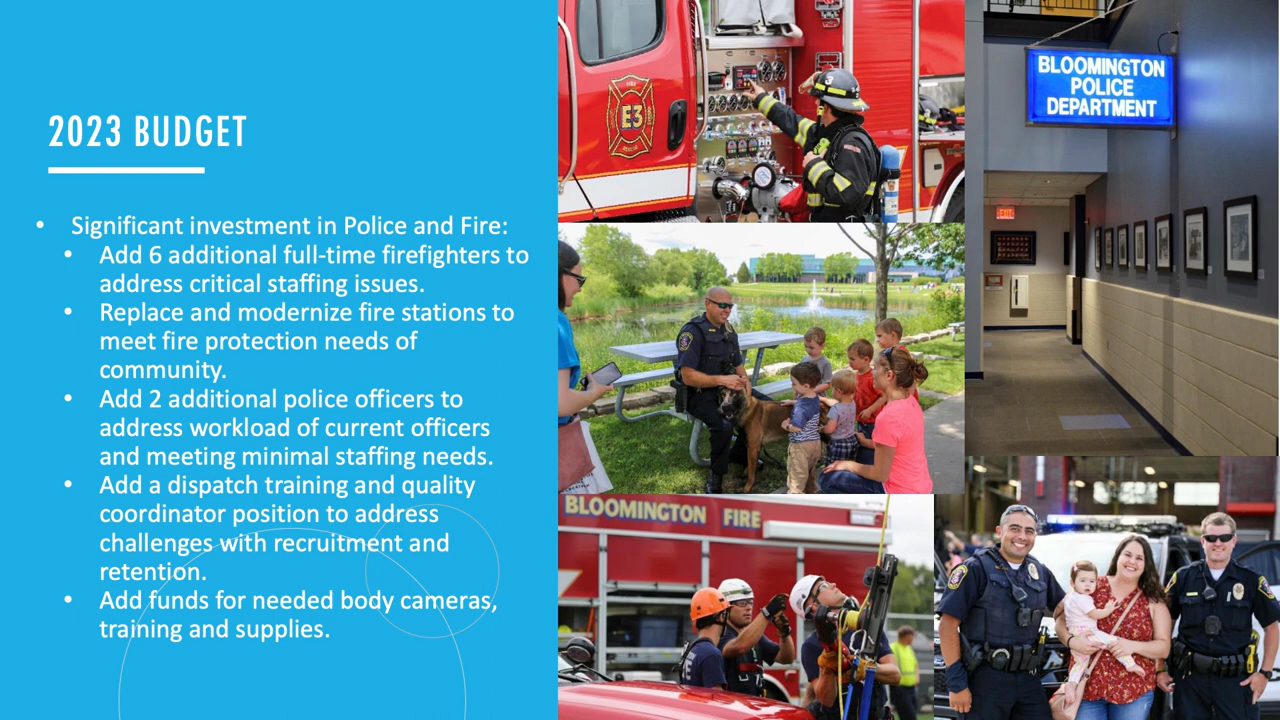 2023 BUDGET
• Significant investment in Police and Fire:
• Add 6 additional full-time firefighters to
address critical staffing issues.
• Replace and modernize fire stations to
meet fire protection needs of
community.
• Add 2 additional police officers to
address workload of current officers
and meeting minimal staffing needs.
• Add a dispatch training and quality
coordinator position to address
challenges with recruitment and
retention.
• Add funds for needed body cameras,
training and supplies.
E3
3
BLOOMINGTON
POLICE
DEPARTMENT
EXIT
BLOOMINGTON FIRE